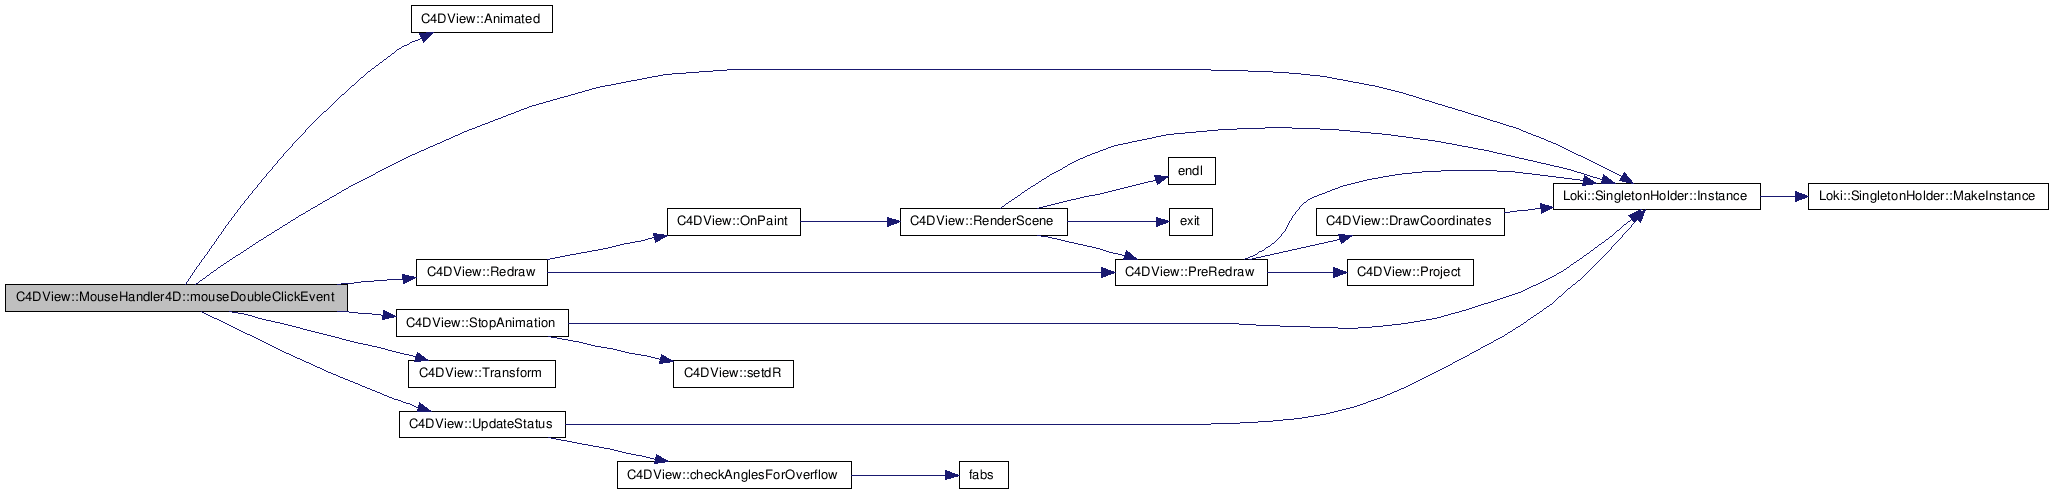 C4DView::Animated
endl
Loki::SingletonHolder::Instance
Loki::SingletonHolder::MakeInstance
C4DView::OnPaint
C4DView::RenderScene
exit
C4DView::DrawCoordinates
C4DView::Redraw
C4DView::PreRedraw
C4DView::Project
C4DView::MouseHandler4D::mouseDoubleClickEvent
C4DView::StopAnimation
C4DView::Transform
C4DView::setdR
C4DView::UpdateStatus
C4DView::checkAnglesForOverflow
fabs